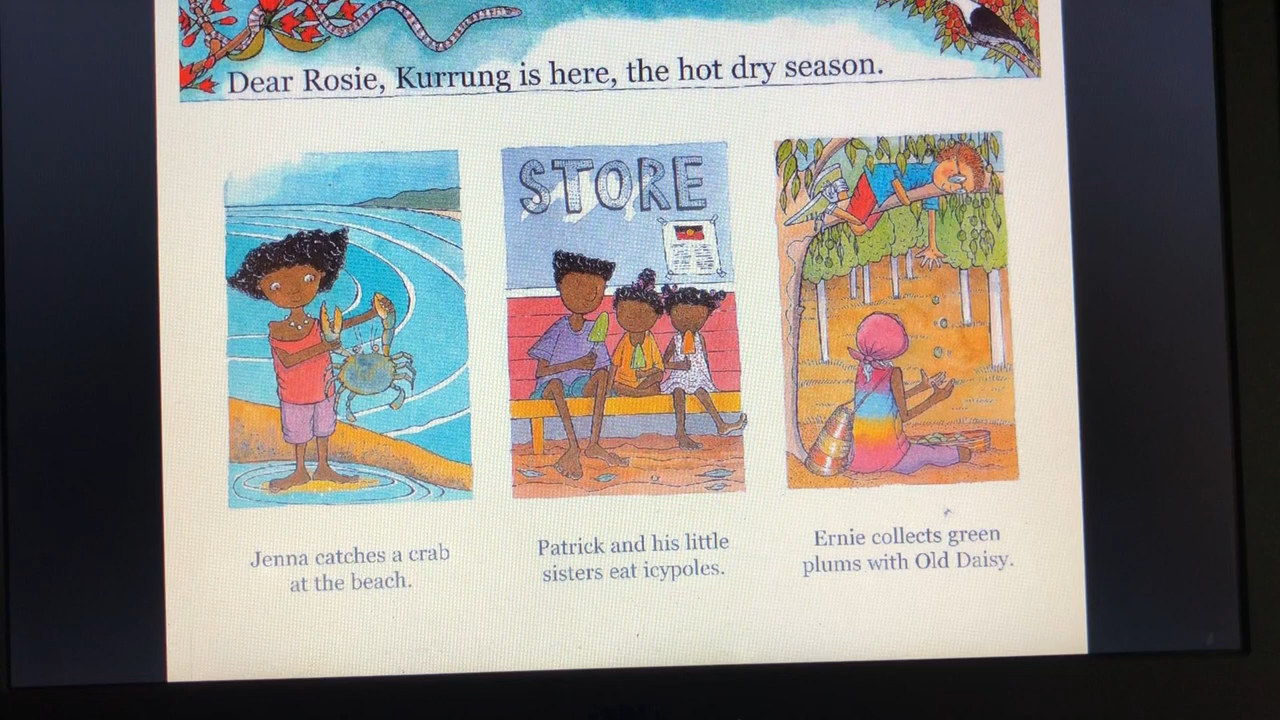 Dear Rosie, Kurrung is here, the hot dry season.
STORE
Jenna catches a crab
at the beach.
Patrick and his little
sisters eat icypoles.
Ernie collects green
plums with Old Daisy.